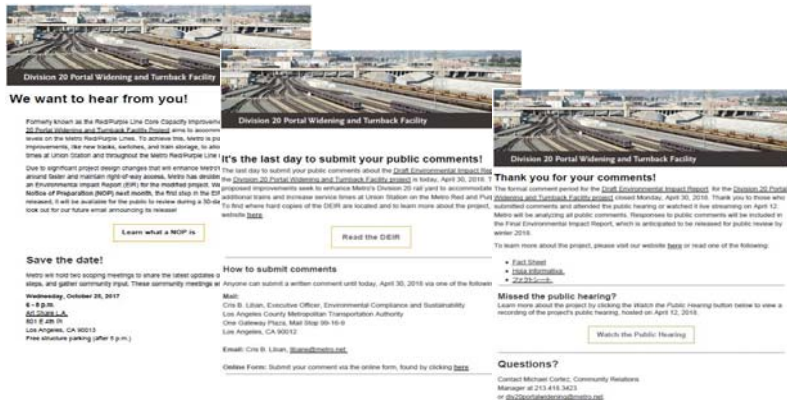 Division 20 Portal Widening and Turnback Facility
We want to hear from you!
Formerly known as the Red/Purple Line Core Capacity Improveme
20 Portal Widening and Turnback Facility Project aims to accomm
levels on the Metro Red/Purple Lines. To achieve this, Metro is pu
improvements, like new tracks, switches, and train storage, to allo
times at Union Station and throughout the Metro Red/Purple Line
Due to significant project design changes that will enhance Metro's
around faster and maintain right-of-way access, Metro has decided
an Environmental Impact Report (EIR) for the modified project. We
Notice of Preparation (NOP) next month, the first step in the EIR
released, it will be available for the public to review during a 30-da
look out for our future email announcing its release!
Learn what a NOP is
Save the date!
Metro will hold two scoping meetings to share the latest updates o
steps, and gather community input. These community meetings w
Wednesday, October 25, 2017
6 - 8 p.m.
Art Share L.A.
801 E 4th Pl
Los Angeles, CA 90013
Free structure parking (after 5 p.m.)
Division 20 Portal Widening and Turnback Facility
It's the last day to submit your public comments!
The last day to submit your public comments about the Draft Environmental Impact Rep
the Division 20 Portal Widening and Turnback Facility project is today, April 30, 2018. T
proposed improvements seek to enhance Metro's Division 20 rail yard to accommodate
additional trains and increase service times at Union Station on the Metro Red and Pur
To find where hard copies of the DEIR are located and to learn more about the project,
website here.
Read the DEIR
How to submit comments
Anyone can submit a written comment until today, April 30, 2018 via one of the followin
Mail:
Cris B. Liban, Executive Officer, Environmental Compliance and Sustainability
Los Angeles County Metropolitan Transportation Authority
One Gateway Plaza, Mail Stop 99-16-9
Los Angeles, CA 90012
Email: Cris B. Liban, libane@metro.net
Online Form: Submit your comment via the online form, found by clicking here
Division 20 Portal Widening and Turnback Facility
Thank you for your comments!
The formal comment period for the Draft Environmental Impact Report for the Division 20 Portal
Widening and Turnback Facility project closed Monday, April 30, 2018. Thank you to those who
submitted comments and attended the public hearing or watched it live streaming on April 12.
Metro will be analyzing all public comments. Responses to public comments will be included in
the Final Environmental Impact Report, which is anticipated to be released for public review by
winter 2018.
To learn more about the project, please visit our website here or read one of the following:
Fact Sheet
Hoja Informativa
ファクトシート
Missed the public hearing?
Learn more about the project by clicking the Watch the Public Hearing button below to view a
recording of the project's public hearing, hosted on April 12, 2018.
Watch the Public Hearing
Questions?
Contact Michael Cortez, Community Relations
Manager at 213.418.3423
or div20portalwidening@metro.net.